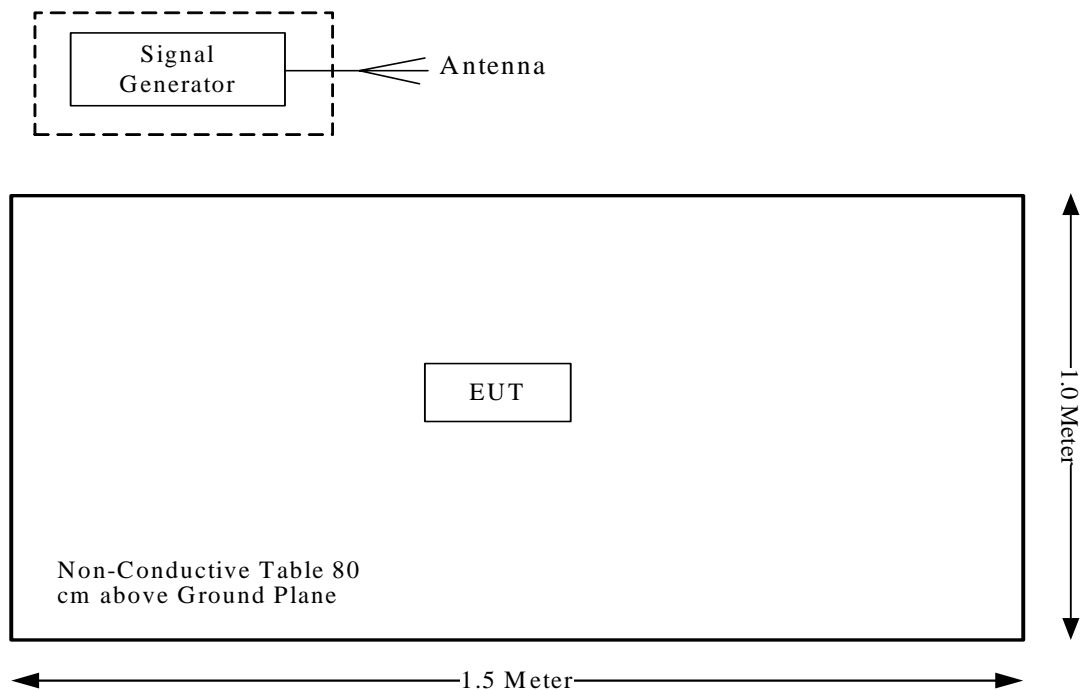 Signal
Generator
Antenna
EUT
1.0 Meter
Non-Conductive Table 80
cm above Ground Plane
1.5 Meter